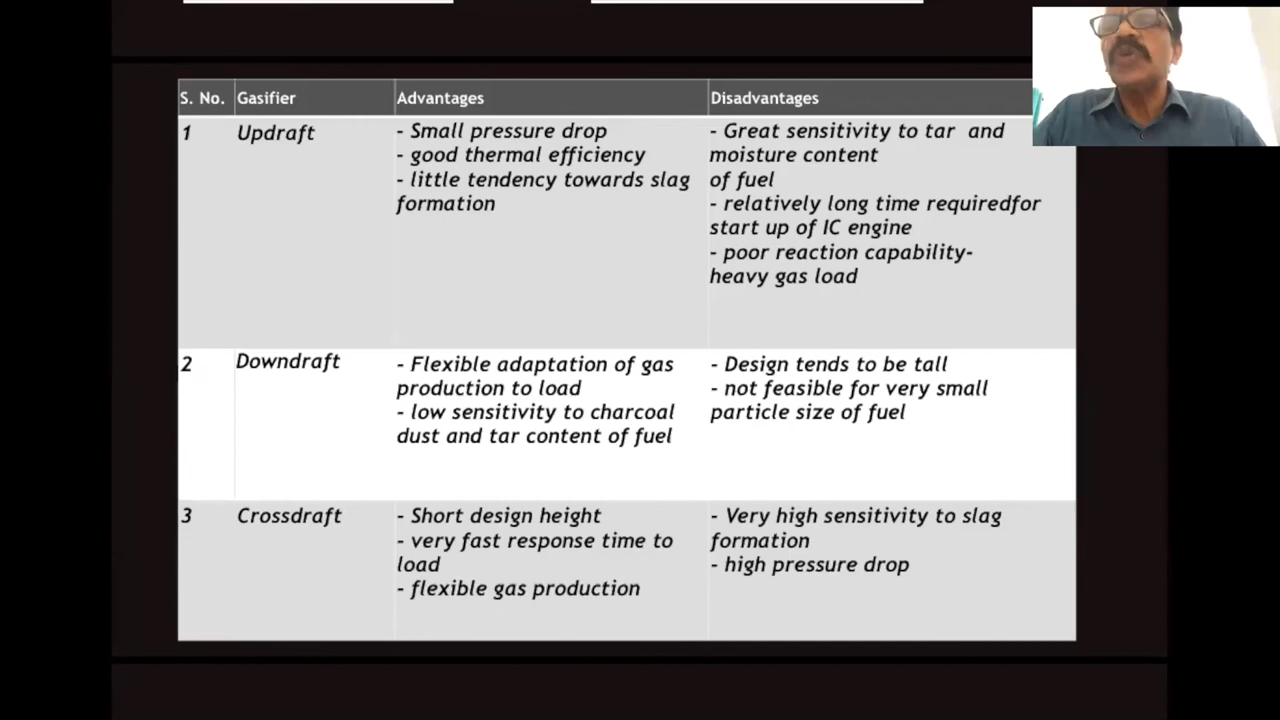 S. No. Gasifier Advantages Disadvantages
1 Updraft
- Small pressure drop
- good thermal efficiency
- little tendency towards slag
formation
- Great sensitivity to tar and
moisture content
of fuel
- relatively long time requiredfor
start up of IC engine
- poor reaction capability-
heavy gas load
2 Downdraft
- Flexible adaptation of gas
production to load
- low sensitivity to charcoal
dust and tar content of fuel
- Design tends to be tall
- not feasible for very small
particle size of fuel
3 Crossdraft
- Short design height
- very fast response time to
load
- flexible gas production
- Very high sensitivity to slag
formation
- high pressure drop